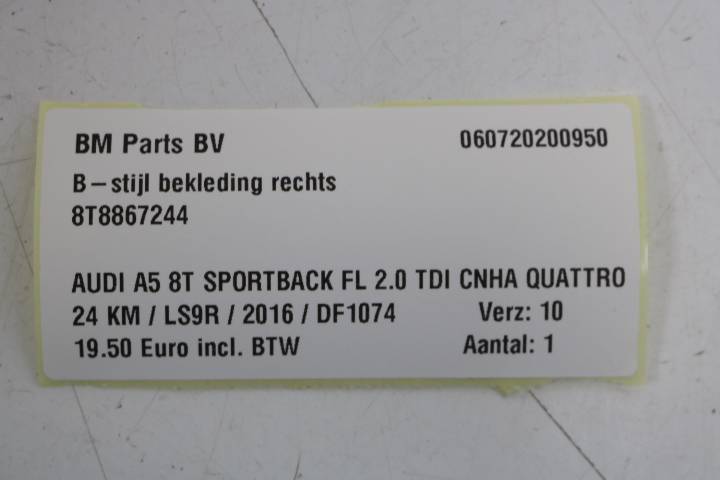 BM Parts BV 060720200950
B-stijl bekleding rechts
8T8867244
AUDI A5 8T SPORTBACK FL 2.0 TDI CNHA QUATTRO
24 KM / LS9R / 2016 / DF1074 Verz: 10
19.50 Euro incl. BTW Aantal: 1